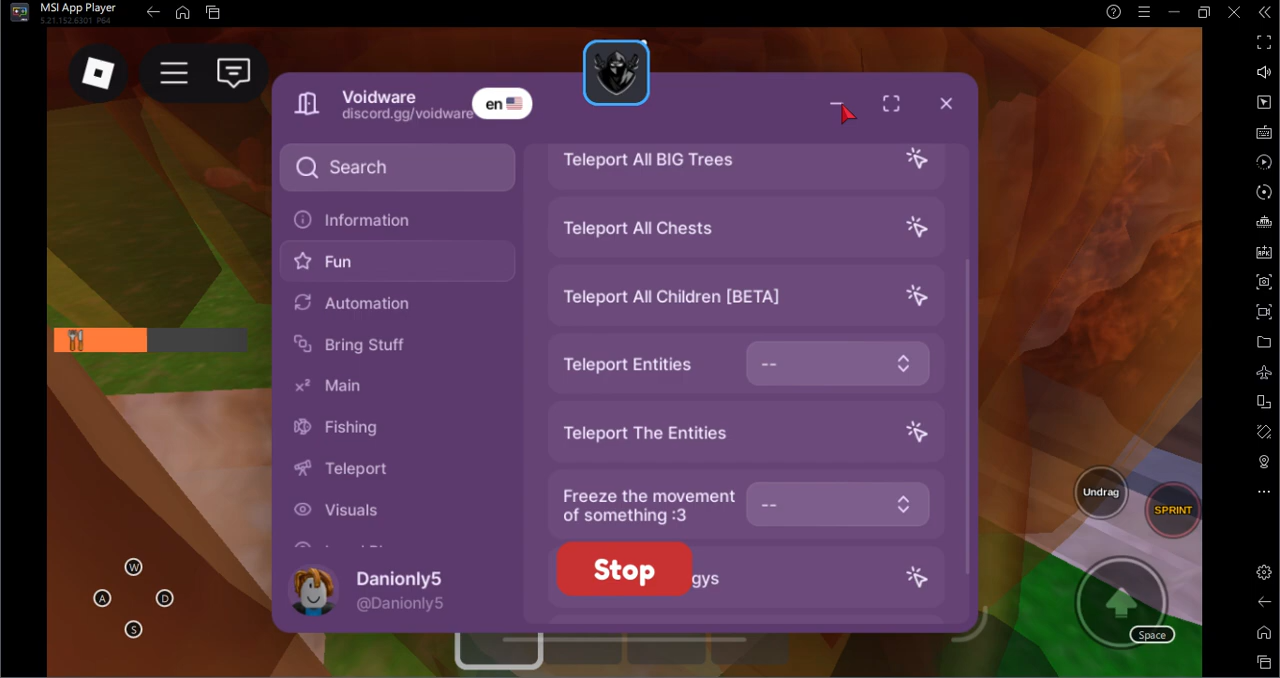 MSI App Player
5.21.152.6301 P64
Voidware
discord.gg/voidware
en
Search
Information
Fun
Automation
Bring Stuff
Main
Fishing
Teleport
Visuals
Danionly5
@Danionly5
Teleport All BIG Trees
Teleport All Chests
Teleport All Children [BETA]
Teleport Entities
--
Teleport The Entities
Freeze the movement
of something :3
--
Stop
gys
Undrag
SPRINT
W
A
D
S
Space